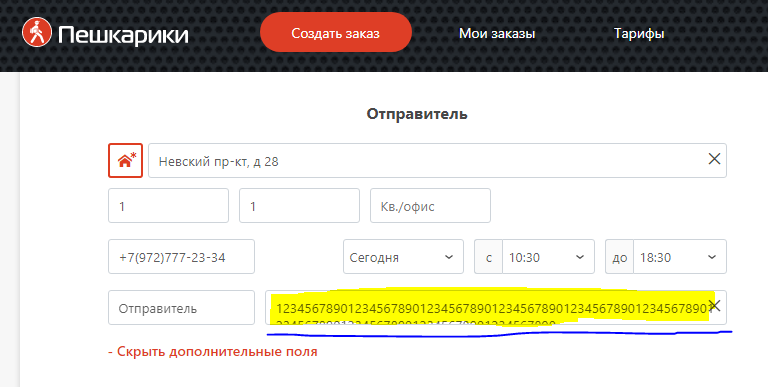 Пешкарики
Создать заказ
Мои заказы
Тарифы
Отправитель
Невский пр-кт, д 28
1
1
Кв./офис
+7(972)777-23-34
Сегодня
с
10:30
до
18:30
Отправитель
1234567890123456789012345678901234567890123456789012345678901
- Скрыть дополнительные поля